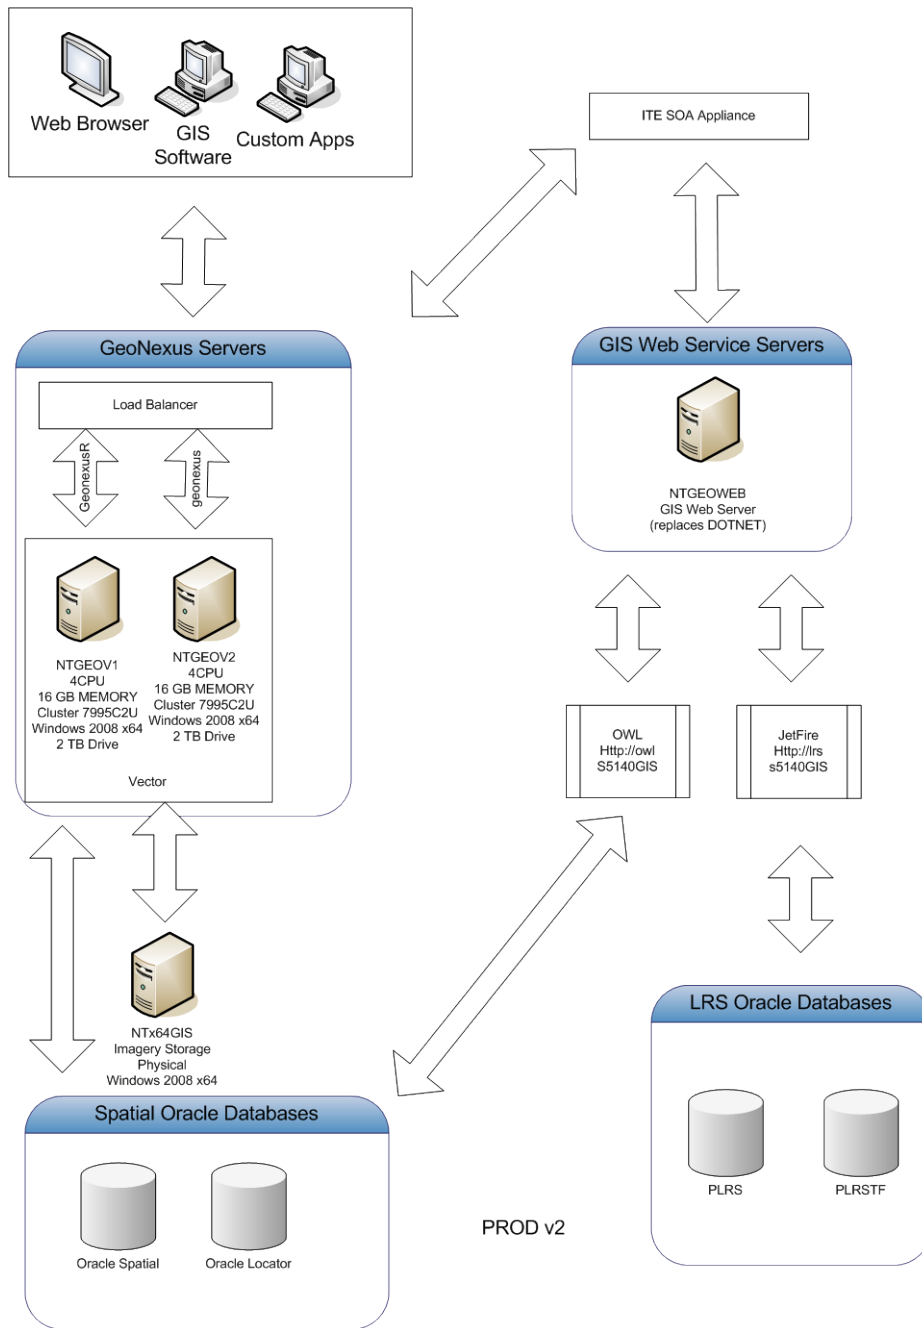 Web Browser
GIS
Software
Custom Apps
ITE SOA Appliance
GeoNexus Servers
Load Balancer
GeonexusR
geonexus
NTGEOV1
4CPU
16 GB MEMORY
Cluster 7995C2U
Windows 2008 x64
2 TB Drive
NTGEOV2
4CPU
16 GB MEMORY
Cluster 7995C2U
Windows 2008 x64
2 TB Drive
Vector
GIS Web Service Servers
NTGEOWEB
GIS Web Server
(replaces DOTNET)
OWL
Http://owl
S5140GIS
JetFire
Http://lrs
s5140GIS
NTx64GIS
Imagery Storage
Physical
Windows 2008 x64
Spatial Oracle Databases
Oracle Spatial
Oracle Locator
LRS Oracle Databases
PLRS
PLRSTF
PROD v2